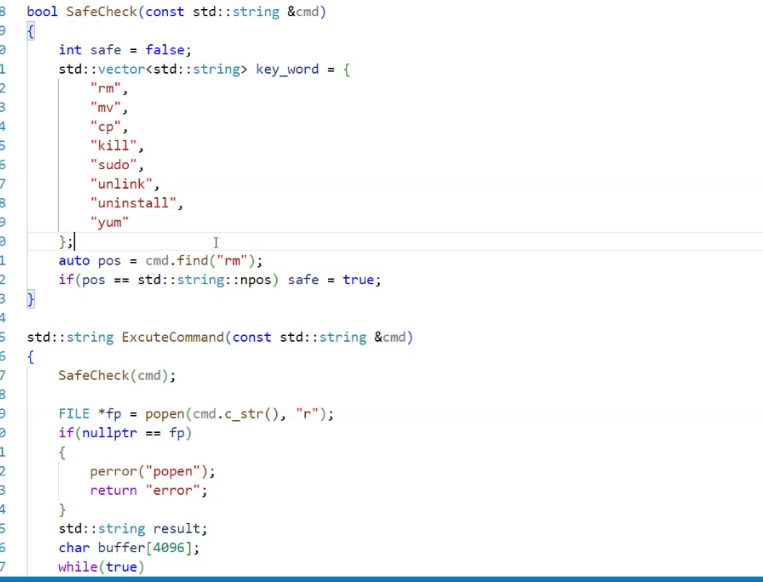 8 bool SafeCheck(const std::string &cmd)
9 {
0     int safe = false;
1     std::vector<std::string> key_word = {
2         "rm",
3         "mv",
4         "cp",
5         "kill",
6         "sudo",
7         "unlink",
8         "uninstall",
9         "yum"
0     };
1     auto pos = cmd.find("rm");
2     if(pos == std::string::npos) safe = true;
3 }
4
5 std::string ExcuteCommand(const std::string &cmd)
6 {
7     SafeCheck(cmd);
8
9     FILE *fp = popen(cmd.c_str(), "r");
0     if(nullptr == fp)
1     {
2         perror("popen");
3         return "error";
4     }
5     std::string result;
6     char buffer[4096];
7     while(true)